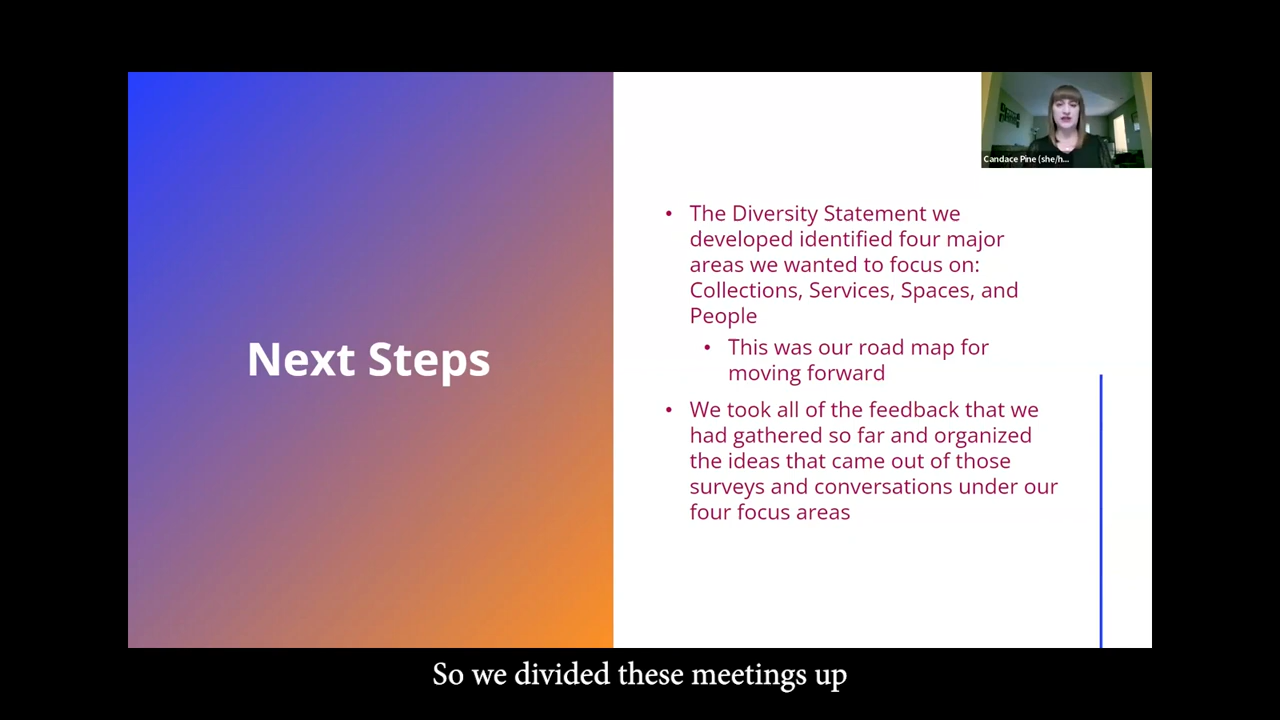 Candace Pine (she/h...
Next Steps
• The Diversity Statement we
developed identified four major
areas we wanted to focus on:
Collections, Services, Spaces, and
People
• This was our road map for
moving forward
• We took all of the feedback that we
had gathered so far and organized
the ideas that came out of those
surveys and conversations under our
four focus areas
So we divided these meetings up